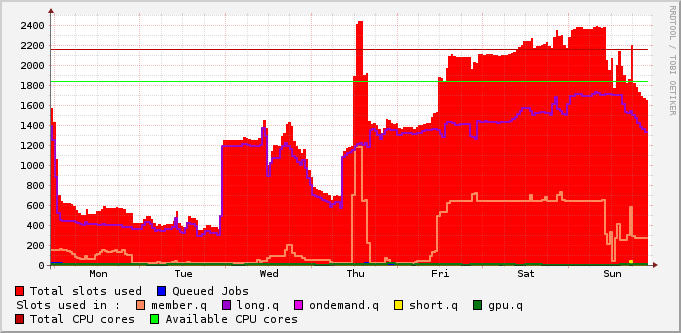 2400
2200
2000
1800
1600
1400
1200
1000
800
600
400
200
0
Mon Tue Wed Thu Fri Sat Sun
RRDTOOL / TOBI OETIKER
Total slots used Queued Jobs
Slots used in : member.q long.q ondemand.q short.q gpu.q
Total CPU cores Available CPU cores